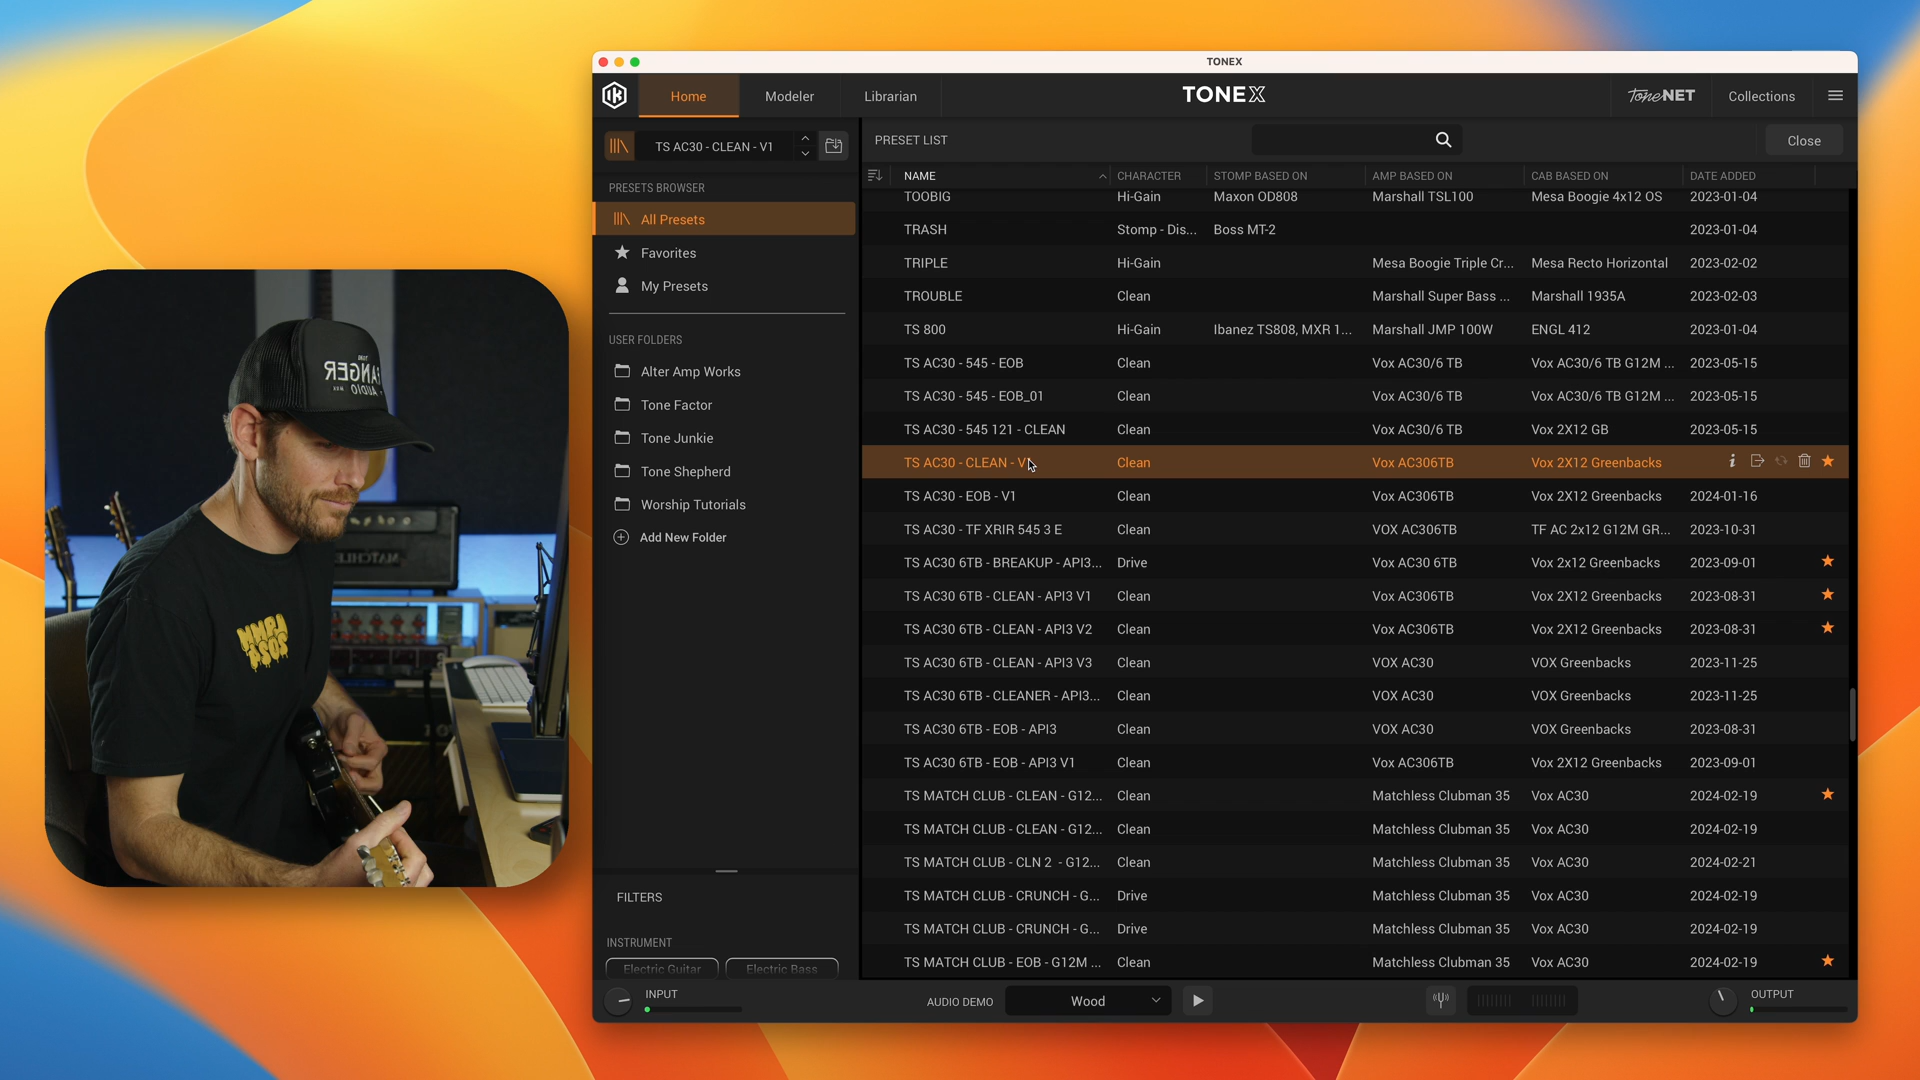 TONEX
Home
Modeler
Librarian
TONEX
ToneNET
Collections
TS AC30 - CLEAN - V1
PRESET LIST
Close
PRESETS BROWSER
All Presets
Favorites
My Presets
USER FOLDERS
Alter Amp Works
Tone Factor
Tone Junkie
Tone Shepherd
Worship Tutorials
Add New Folder
FILTERS
INSTRUMENT
Electric Guitar Electric Bass
NAME CHARACTER STOMP BASED ON AMP BASED ON CAB BASED ON DATE ADDED
TOOBIG Hi-Gain Maxon OD808 Marshall TSL100 Mesa Boogie 4x12 OS 2023-01-04
TRASH Stomp - Dis... Boss MT-2 2023-01-04
TRIPLE Hi-Gain Mesa Boogie Triple Cr... Mesa Recto Horizontal 2023-02-02
TROUBLE Clean Marshall Super Bass ... Marshall 1935A 2023-02-03
TS 800 Hi-Gain Ibanez TS808, MXR 1... Marshall JMP 100W ENGL 412 2023-01-04
TS AC30 - 545 - EOB Clean Vox AC30/6 TB Vox AC30/6 TB G12M ... 2023-05-15
TS AC30 - 545 - EOB_01 Clean Vox AC30/6 TB Vox AC30/6 TB G12M ... 2023-05-15
TS AC30 - 545 121 - CLEAN Clean Vox AC30/6 TB Vox 2X12 GB 2023-05-15
TS AC30 - CLEAN - V1 Clean Vox AC306TB Vox 2X12 Greenbacks
TS AC30 - EOB - V1 Clean Vox AC306TB Vox 2X12 Greenbacks 2024-01-16
TS AC30 - TF XRIR 545 3 E Clean VOX AC306TB TF AC 2x12 G12M GR... 2023-10-31
TS AC30 6TB - BREAKUP - API3... Drive Vox AC30 6TB Vox 2x12 Greenbacks 2023-09-01
TS AC30 6TB - CLEAN - API3 V1 Clean Vox AC306TB Vox 2X12 Greenbacks 2023-08-31
TS AC30 6TB - CLEAN - API3 V2 Clean Vox AC306TB Vox 2X12 Greenbacks 2023-08-31
TS AC30 6TB - CLEAN - API3 V3 Clean VOX AC30 VOX Greenbacks 2023-11-25
TS AC30 6TB - CLEANER - API3... Clean VOX AC30 VOX Greenbacks 2023-11-25
TS AC30 6TB - EOB - API3 Clean VOX AC30 VOX Greenbacks 2023-08-31
TS AC30 6TB - EOB - API3 V1 Clean Vox AC306TB Vox 2X12 Greenbacks 2023-09-01
TS MATCH CLUB - CLEAN - G12... Clean Matchless Clubman 35 Vox AC30 2024-02-19
TS MATCH CLUB - CLEAN - G12... Clean Matchless Clubman 35 Vox AC30 2024-02-19
TS MATCH CLUB - CLN 2 - G12... Clean Matchless Clubman 35 Vox AC30 2024-02-21
TS MATCH CLUB - CRUNCH - G... Drive Matchless Clubman 35 Vox AC30 2024-02-19
TS MATCH CLUB - CRUNCH - G... Drive Matchless Clubman 35 Vox AC30 2024-02-19
TS MATCH CLUB - EOB - G12M ... Clean Matchless Clubman 35 Vox AC30 2024-02-19
INPUT
AUDIO DEMO
Wood
OUTPUT